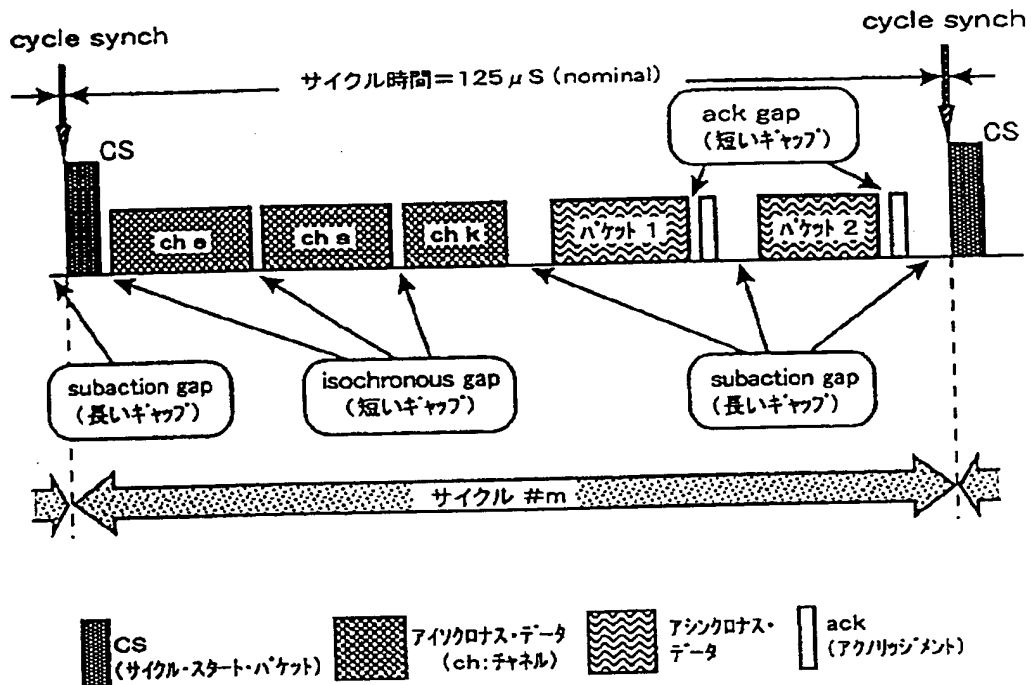 cycle synch
cycle synch
サイクル時間＝125μS (nominal)
ack gap
(短いギャップ)
CS
CS
ch e
ch a
ch k
パケット 1
パケット 2
subaction gap
(長いギャップ)
isochronous gap
(短いギャップ)
subaction gap
(長いギャップ)
サイクル #m
CS
(サイクル・スタート・パケット)
アイソクロナス・データ
(ch:チャネル)
アシンクロナス・
データ
ack
(アクノリッジメント)